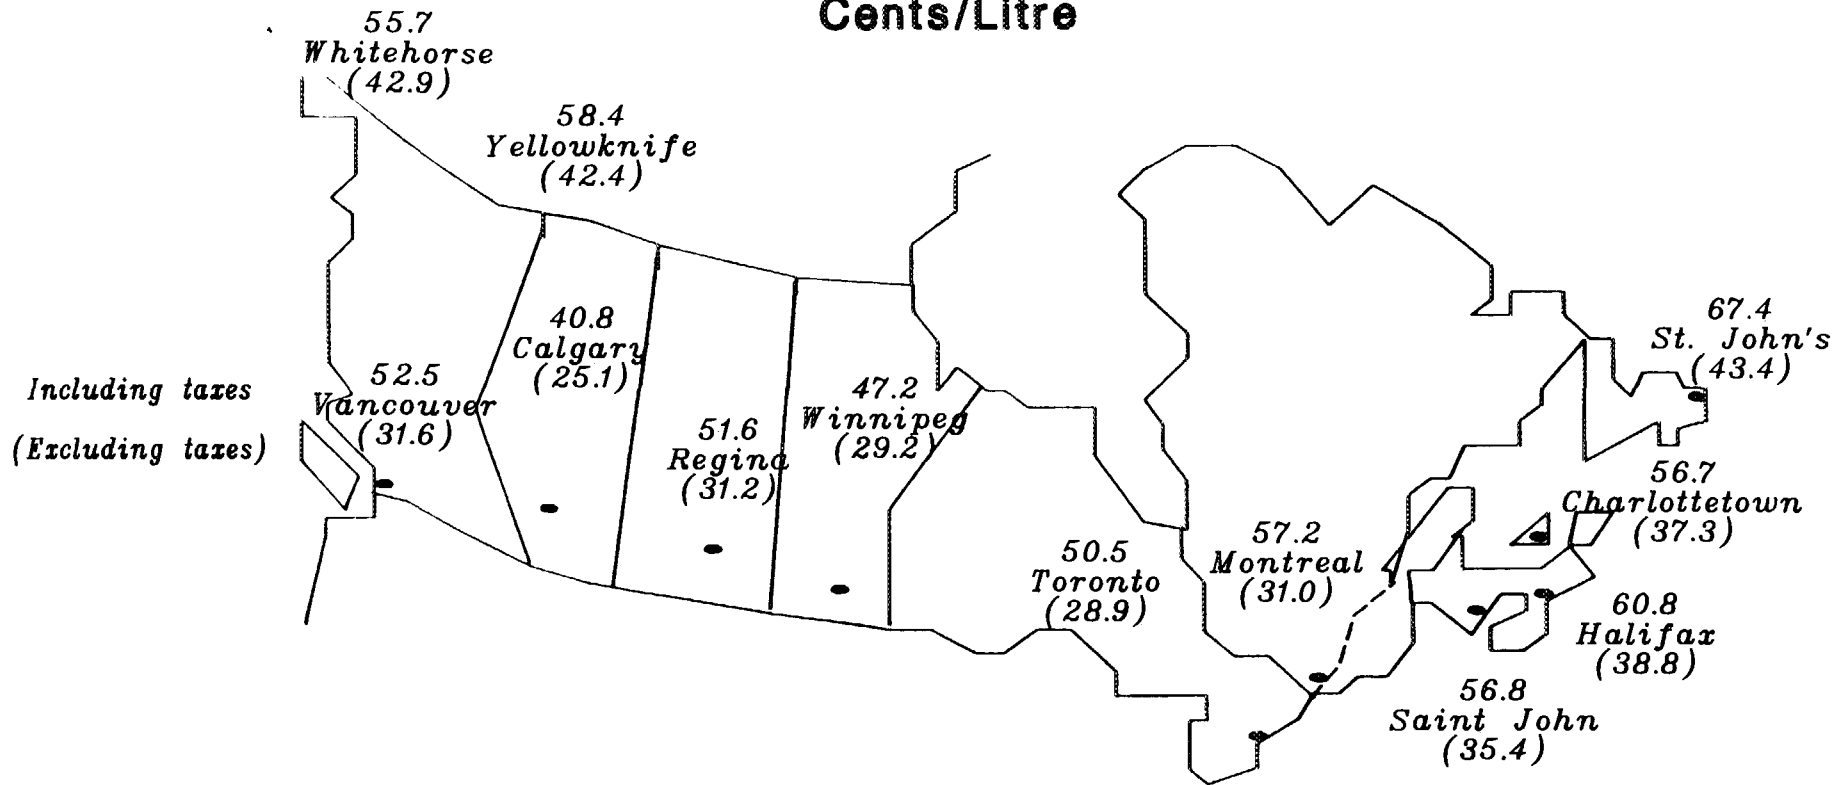 Cents/Litre
55.7
Whitehorse
(42.9)
58.4
Yellowknife
(42.4)
40.8
Calgary
(25.1)
67.4
St. John's
(43.4)
Including taxes
(Excluding taxes)
52.5
Vancouver
(31.6)
51.6
Regina
(31.2)
47.2
Winnipeg
(29.2)
56.7
Charlottetown
(37.3)
50.5
Toronto
(28.9)
57.2
Montreal
(31.0)
60.8
Halifax
(38.8)
56.8
Saint John
(35.4)